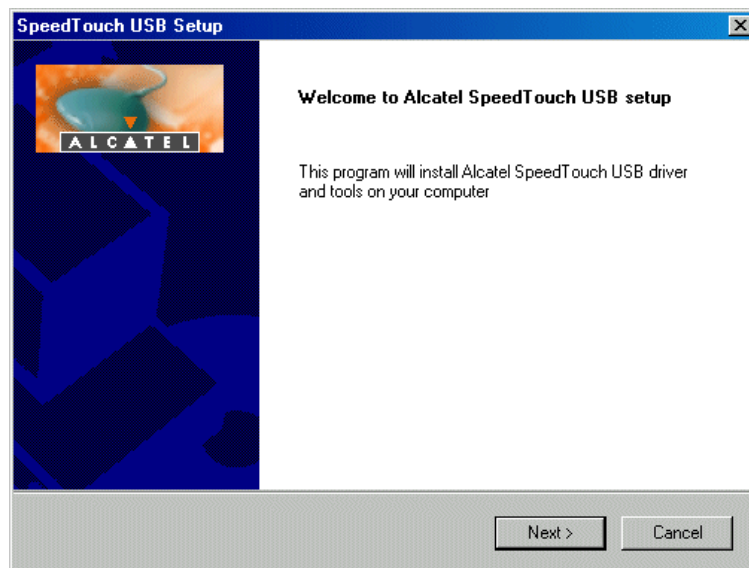 SpeedTouch USB Setup
ALCATEL
Welcome to Alcatel SpeedTouch USB setup
This program will install Alcatel SpeedTouch USB driver
and tools on your computer
Next >
Cancel